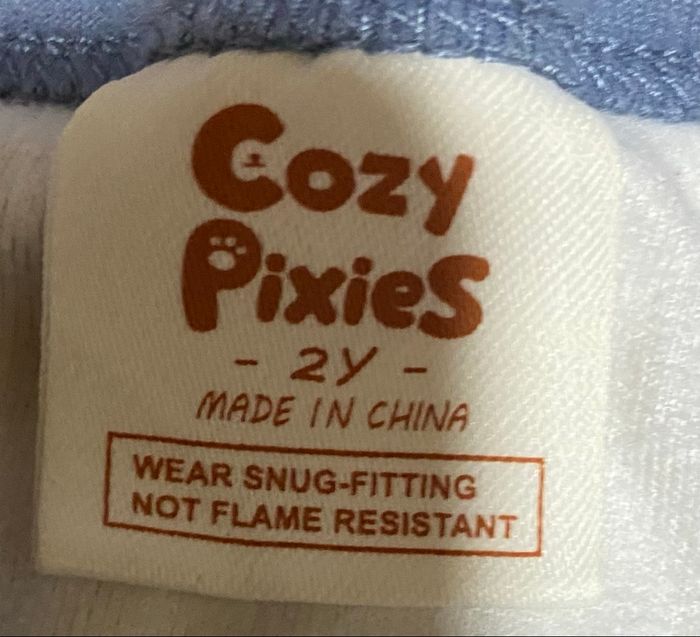 Cozy
Pixies
- 2Y -
MADE IN CHINA
WEAR SNUG-FITTING
NOT FLAME RESISTANT